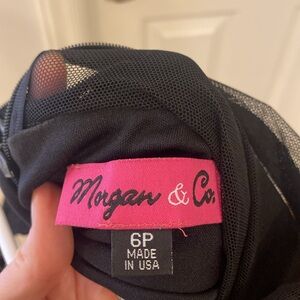 Morgan & Co.
6P
MADE
IN USA